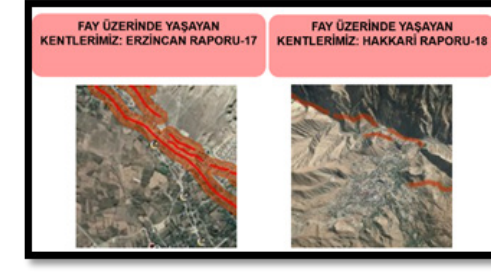 FAY ÜZERİNDE YAŞAYAN
KENTLERİMİZ: ERZİNCAN RAPORU-17
FAY ÜZERİNDE YAŞAYAN
KENTLERİMİZ: HAKKARİ RAPORU-18